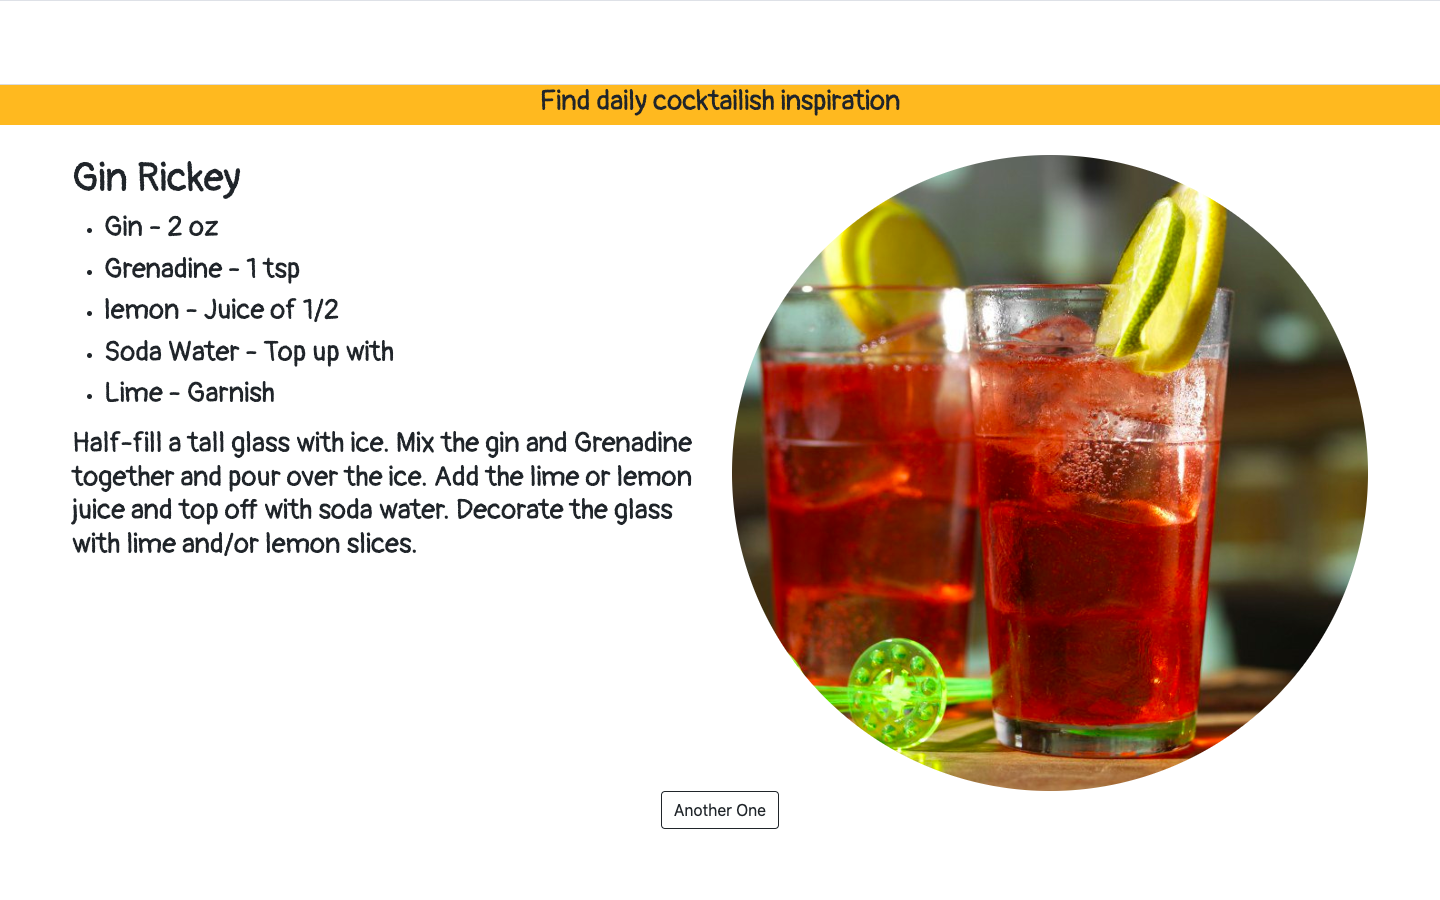 Find daily cocktailish inspiration
Gin Rickey
Gin - 2 oz
Grenadine - 1 tsp
lemon - Juice of 1/2
Soda Water - Top up with
Lime - Garnish
Half-fill a tall glass with ice. Mix the gin and Grenadine
together and pour over the ice. Add the lime or lemon
juice and top off with soda water. Decorate the glass
with lime and/or lemon slices.
Another One